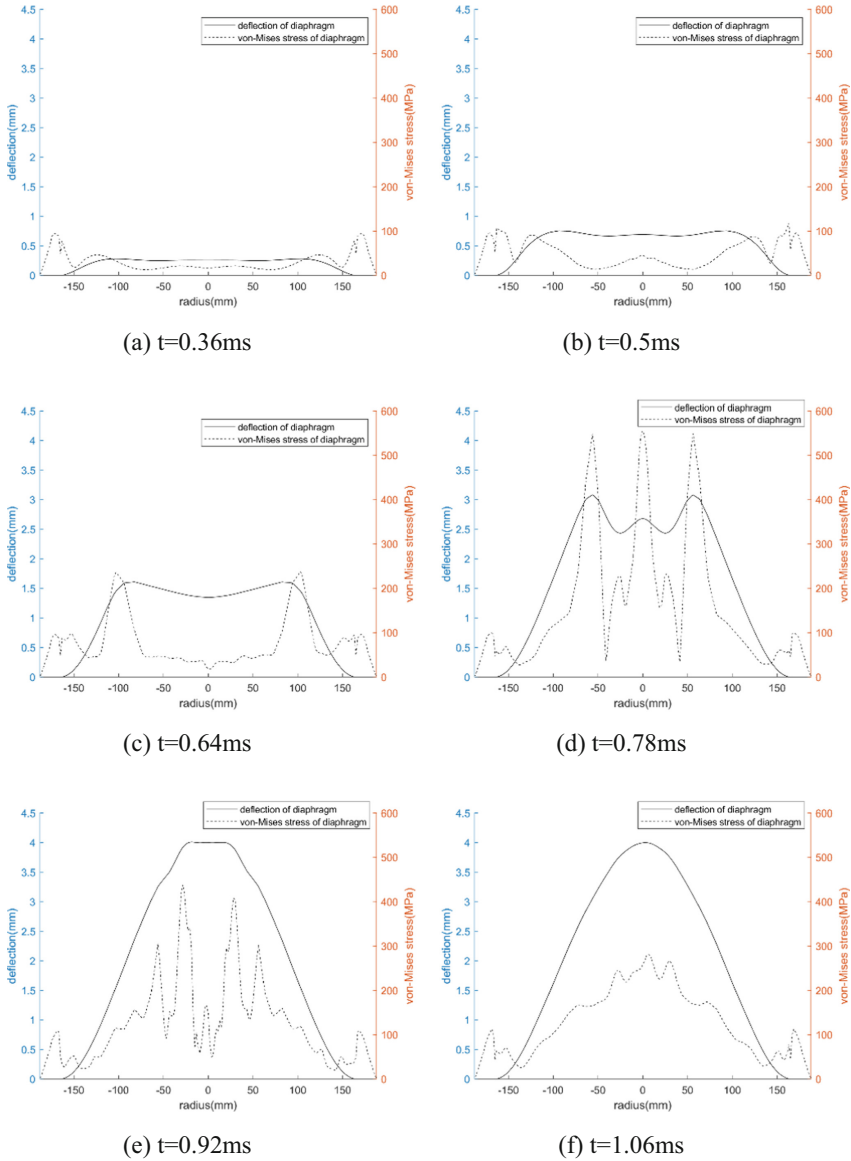 deflection of diaphragm
von-Mises stress of diaphragm
4.5
4
3.5
3
2.5
2
1.5
1
0.5
0
deflection(mm)
600
500
400
300
200
100
0
von-Mises stress(MPa)
-150 -100 -50 0 50 100 150
radius(mm)
(a) t=0.36ms
deflection of diaphragm
von-Mises stress of diaphragm
4.5
4
3.5
3
2.5
2
1.5
1
0.5
0
deflection(mm)
600
500
400
300
200
100
0
von-Mises stress(MPa)
-150 -100 -50 0 50 100 150
radius(mm)
(b) t=0.5ms
deflection of diaphragm
von-Mises stress of diaphragm
4.5
4
3.5
3
2.5
2
1.5
1
0.5
0
deflection(mm)
600
500
400
300
200
100
0
von-Mises stress(MPa)
-150 -100 -50 0 50 100 150
radius(mm)
(c) t=0.64ms
deflection of diaphragm
von-Mises stress of diaphragm
4.5
4
3.5
3
2.5
2
1.5
1
0.5
0
deflection(mm)
600
500
400
300
200
100
0
von-Mises stress(MPa)
-150 -100 -50 0 50 100 150
radius(mm)
(d) t=0.78ms
deflection of diaphragm
von-Mises stress of diaphragm
4.5
4
3.5
3
2.5
2
1.5
1
0.5
0
deflection(mm)
600
500
400
300
200
100
0
von-Mises stress(MPa)
-150 -100 -50 0 50 100 150
radius(mm)
(e) t=0.92ms
deflection of diaphragm
von-Mises stress of diaphragm
4.5
4
3.5
3
2.5
2
1.5
1
0.5
0
deflection(mm)
600
500
400
300
200
100
0
von-Mises stress(MPa)
-150 -100 -50 0 50 100 150
radius(mm)
(f) t=1.06ms